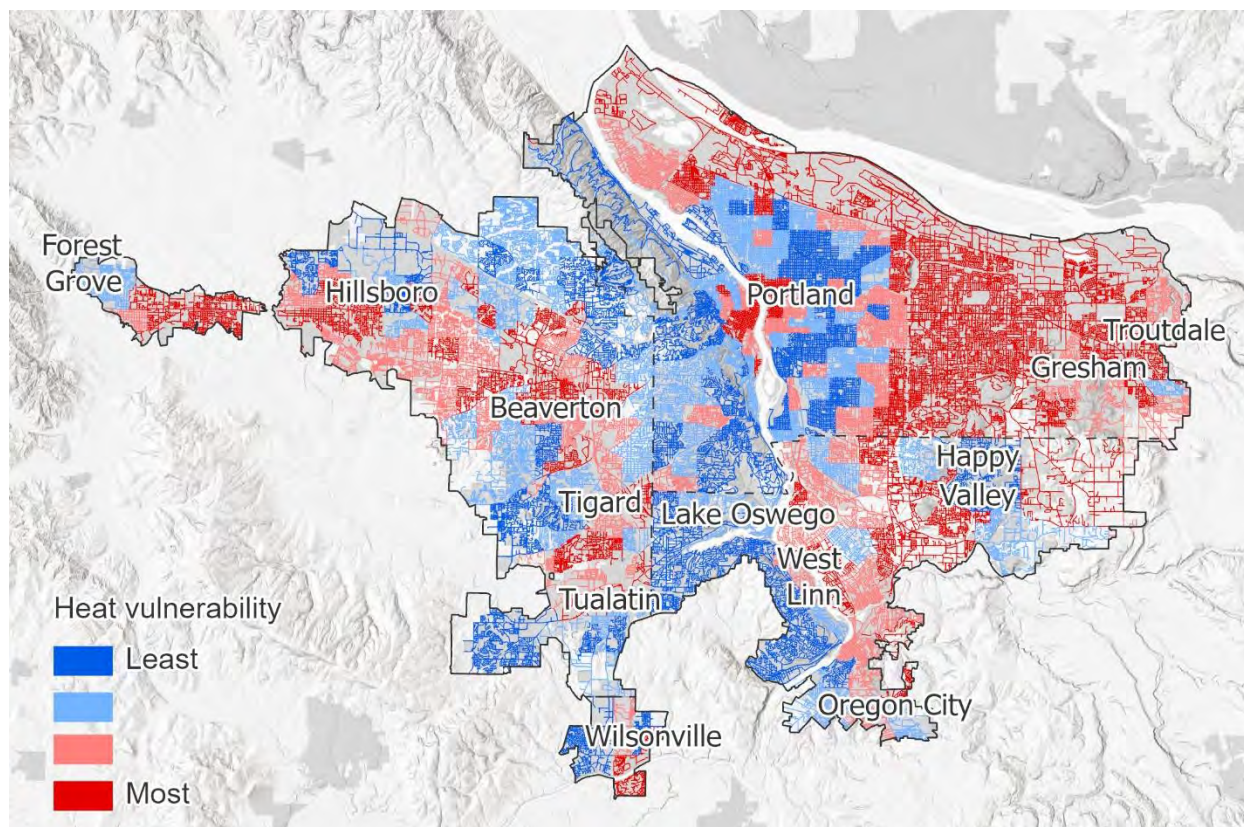 Forest
Grove
Hillsboro
Portland
Troutdale
Gresham
Beaverton
Happy
Valley
Tigard
Lake Oswego
West
Linn
Tualatin
Oregon City
Wilsonville
Heat vulnerability
Least
Most